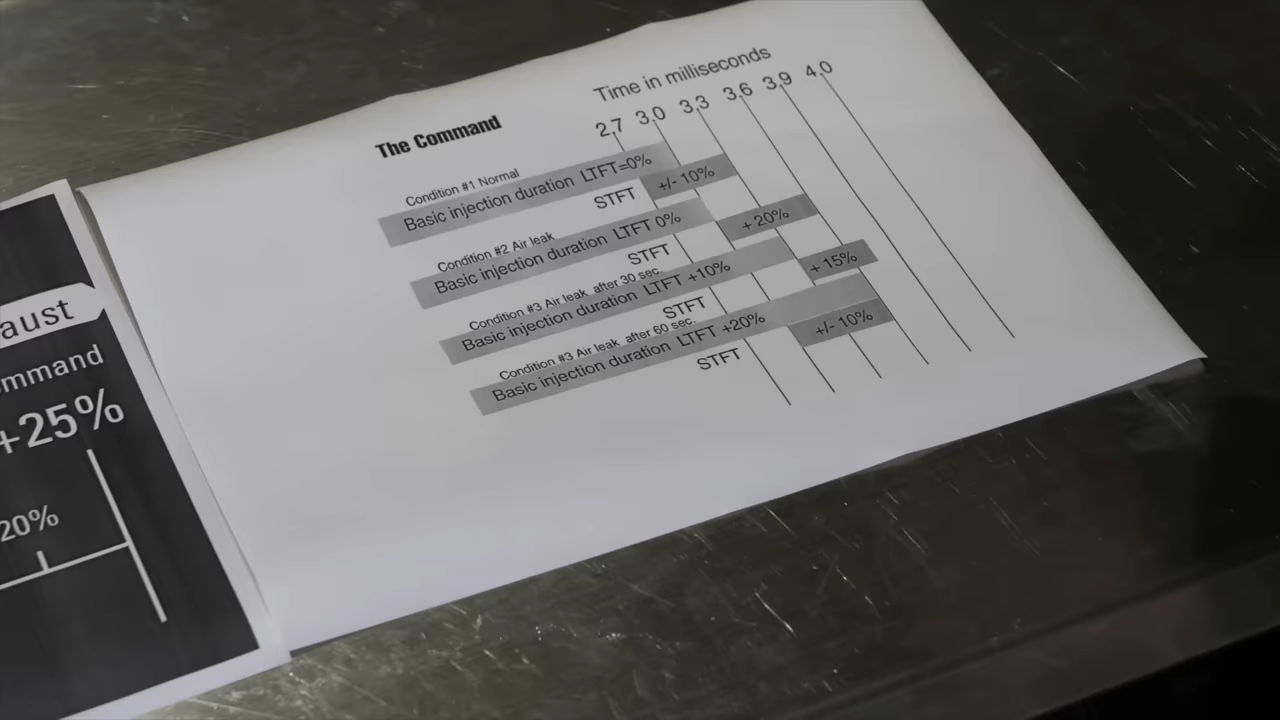 The Command
Time in milliseconds
2,7 3,0 3,3 3,6 3,9 4,0
Condition #1 Normal
Basic injection duration LTFT=0%
STFT +/- 10%
Condition #2 Air leak
Basic injection duration LTFT 0%
STFT + 20%
Condition #3 Air leak after 30 sec.
Basic injection duration LTFT +10%
STFT + 15%
Condition #3 Air leak after 60 sec.
Basic injection duration LTFT +20%
STFT +/- 10%
aust
mmand
+25%
20%